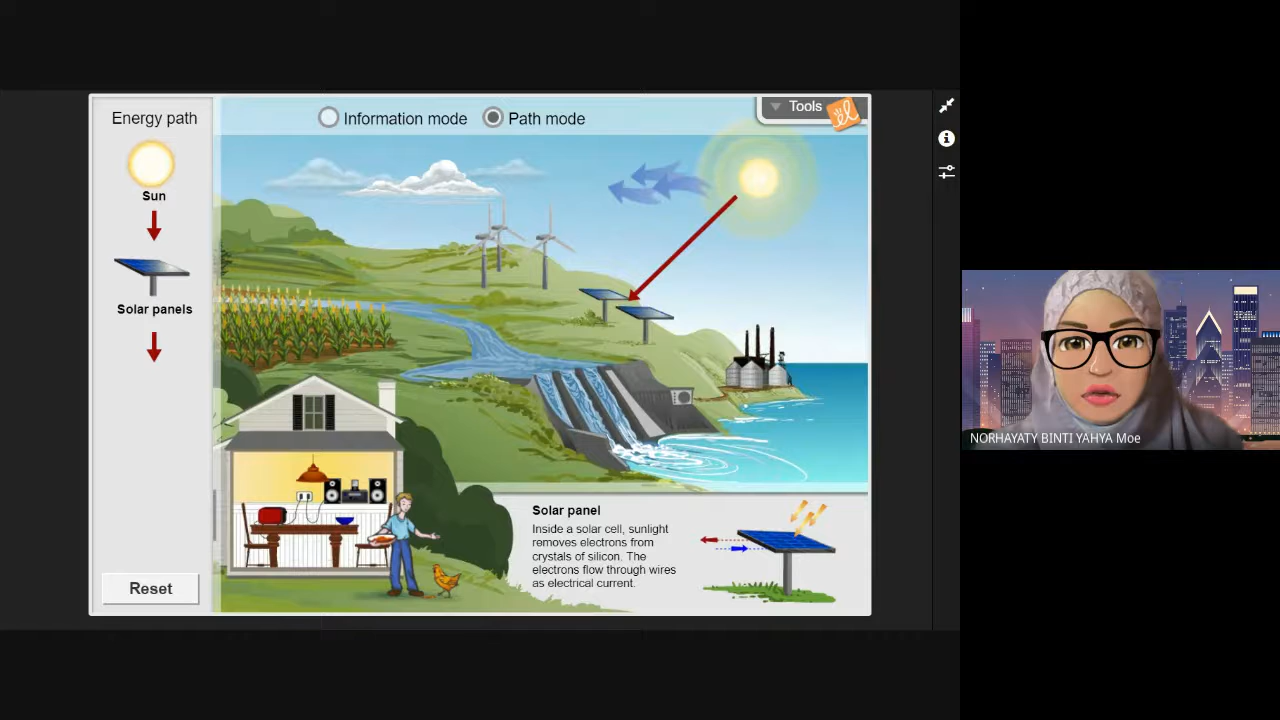 Energy path
Sun
Solar panels
Reset
Information mode
Path mode
Tools
Solar panel
Inside a solar cell, sunlight
removes electrons from
crystals of silicon. The
electrons flow through wires
as electrical current.
NORHAYATY BINTI YAHYA Moe